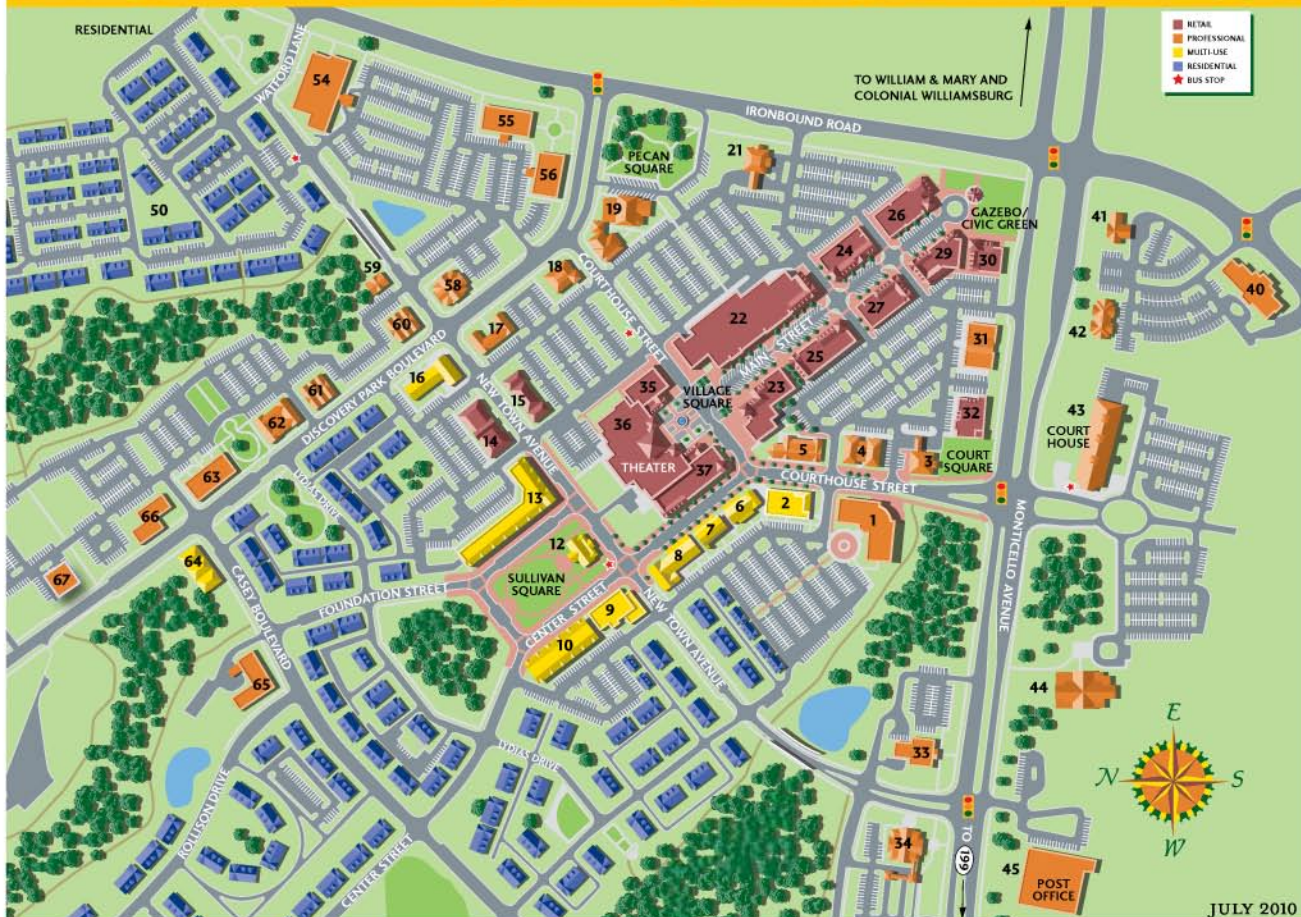 RESIDENTIAL
WATFORD LANE
54
55
56
PECAN
SQUARE
21
IRONBOUND ROAD
TO WILLIAM & MARY AND
COLONIAL WILLIAMSBURG
RETAIL
PROFESSIONAL
MULTI-USE
RESIDENTIAL
BUS STOP
50
19
26
GAZEBO/
CIVIC GREEN
41
24
29
30
40
59
58
18
COURTHOUSE STREET
22
27
42
60
17
MAIN STREET
25
31
DISCOVERY PARK BOULEVARD
16
NEW TOWN AVENUE
15
35
VILLAGE
SQUARE
23
61
62
14
36
THEATER
37
32
43
COURT
HOUSE
5
4
3
COURT
SQUARE
COURTHOUSE STREET
63
LYDIAS DRIVE
13
6
2
7
1
66
12
8
MONTICELLO AVENUE
67
64
CASEY BOULEVARD
FOUNDATION STREET
SULLIVAN
SQUARE
CENTER STREET
9
NEW TOWN AVENUE
10
65
44
LYDIAS DRIVE
33
E
N
S
W
ROLLISON DRIVE
CENTER STREET
34
TO
199
45
POST
OFFICE
JULY 2010